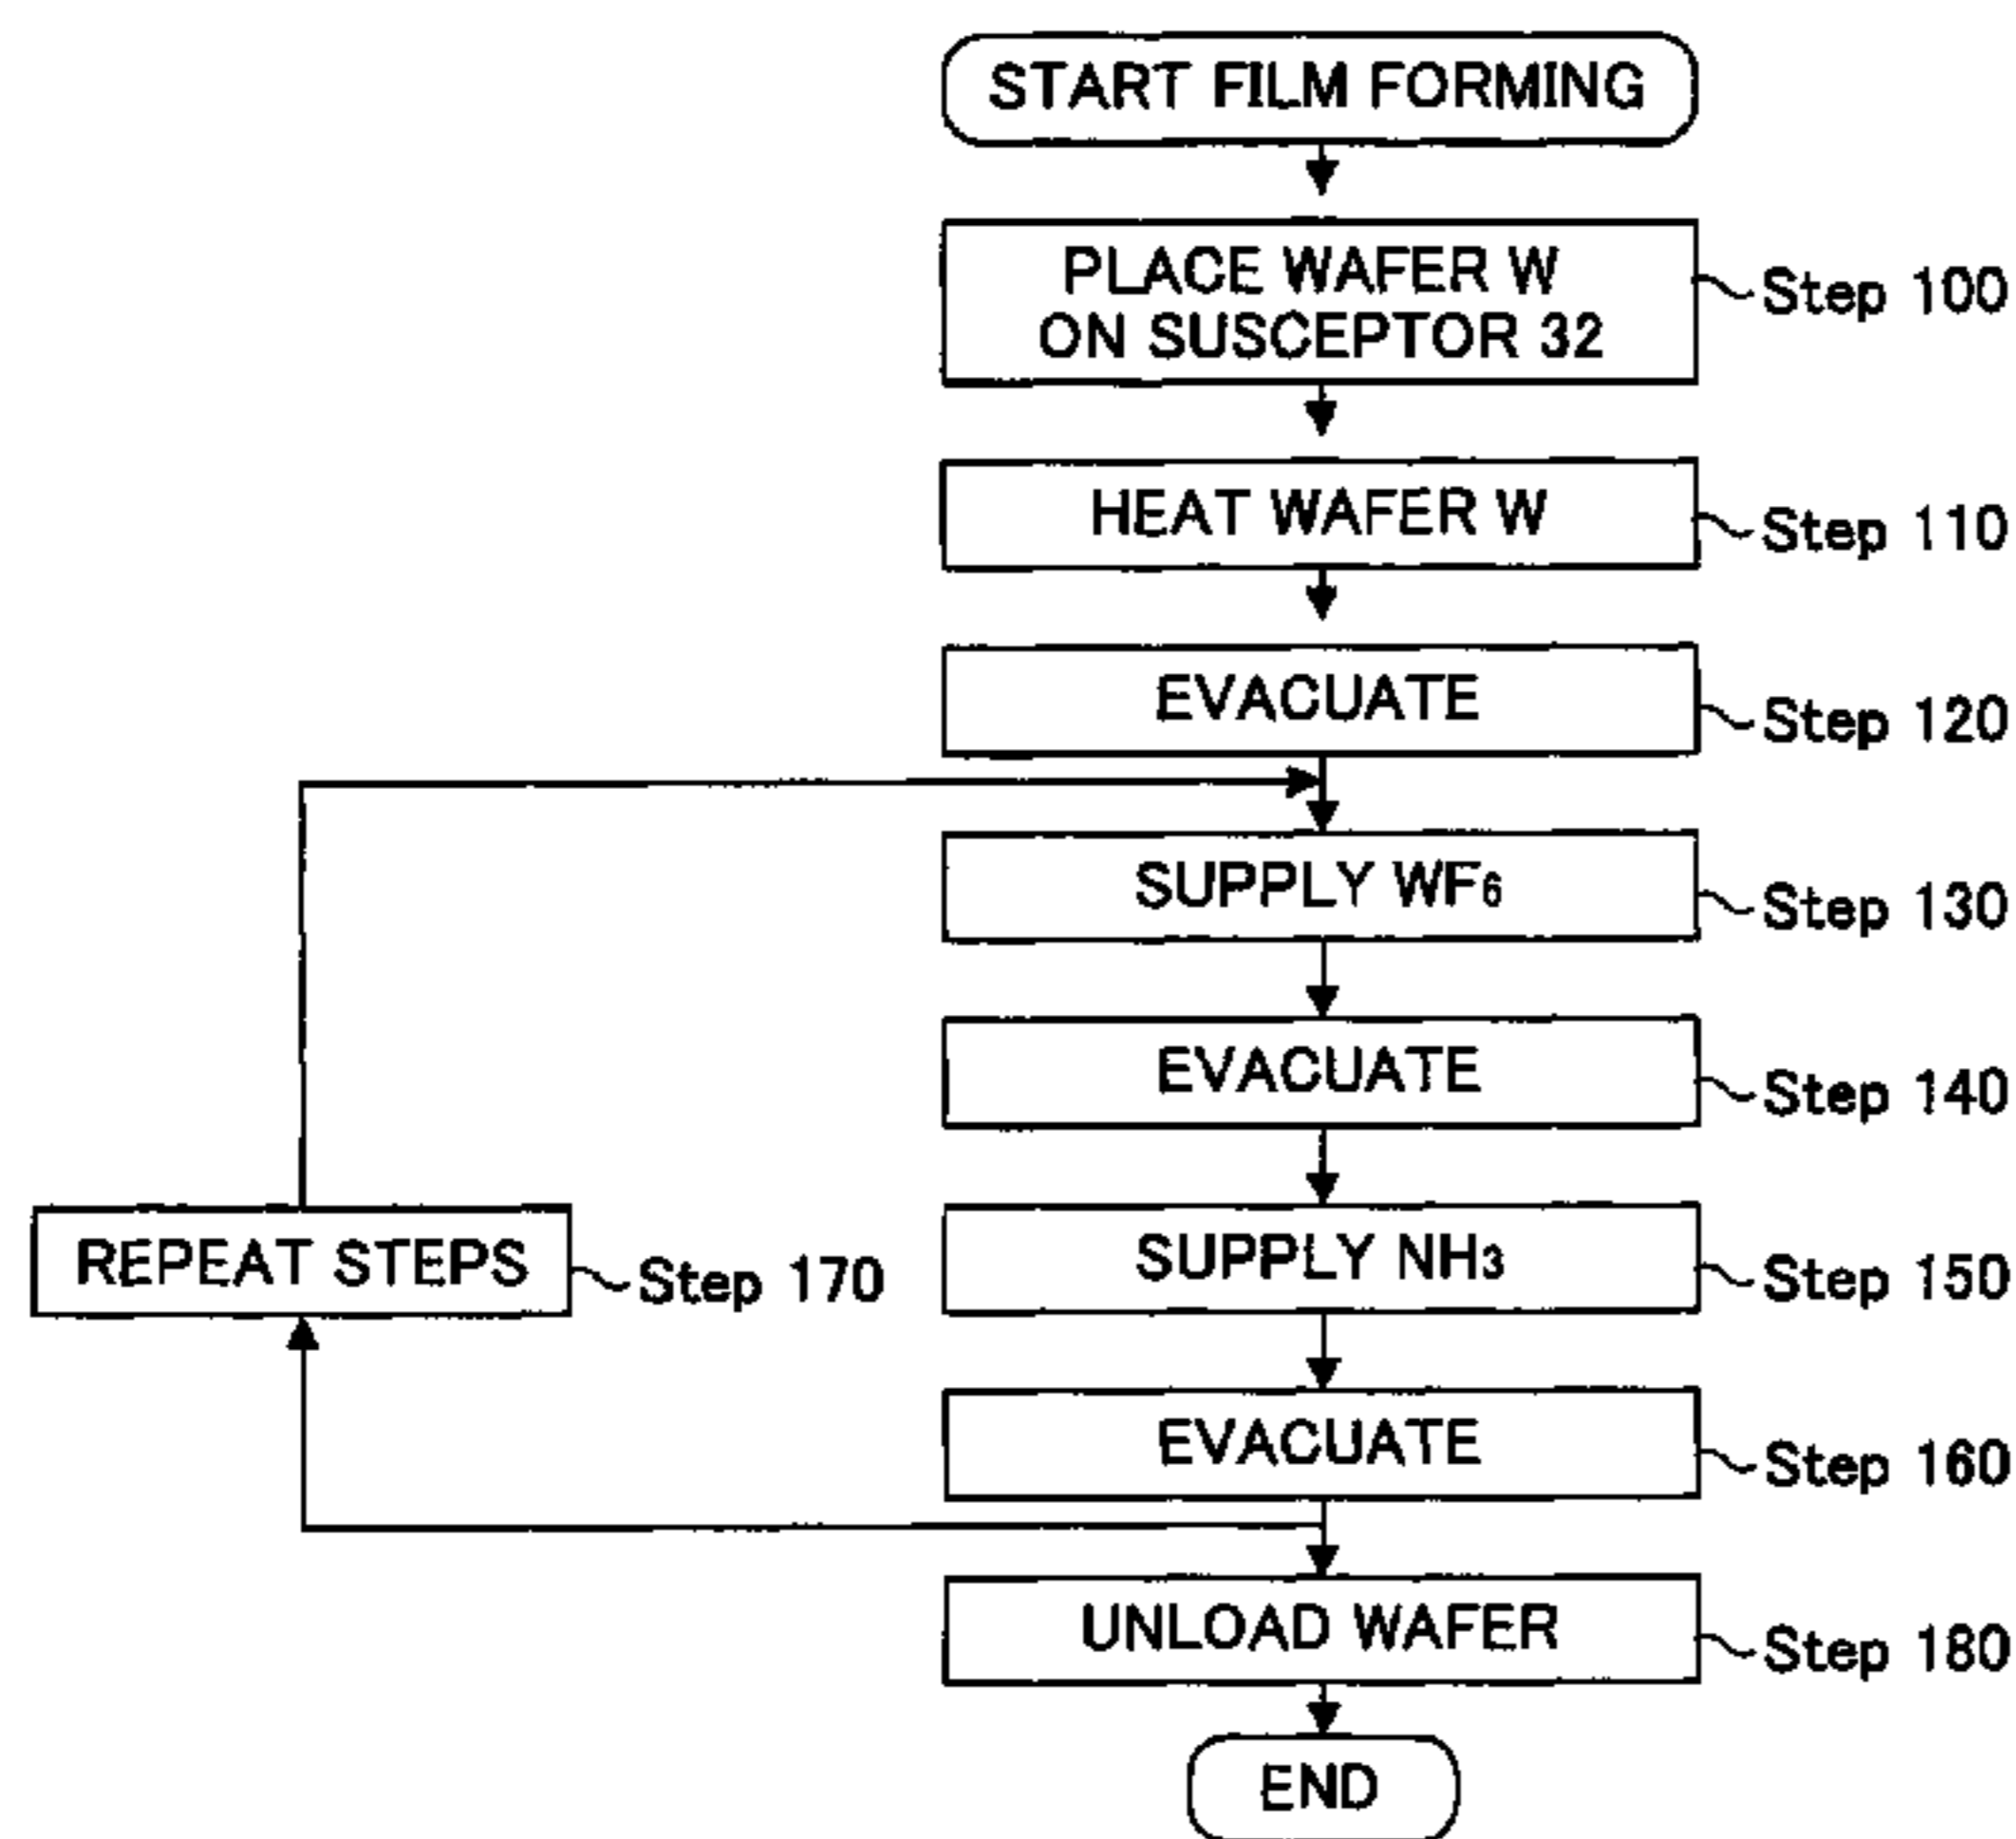 START FILM FORMING
PLACE WAFER W
ON SUSCEPTOR 32
Step 100
HEAT WAFER W
Step 110
EVACUATE
Step 120
SUPPLY WF₆
Step 130
EVACUATE
Step 140
SUPPLY NH₃
Step 150
REPEAT STEPS
Step 170
EVACUATE
Step 160
UNLOAD WAFER
Step 180
END